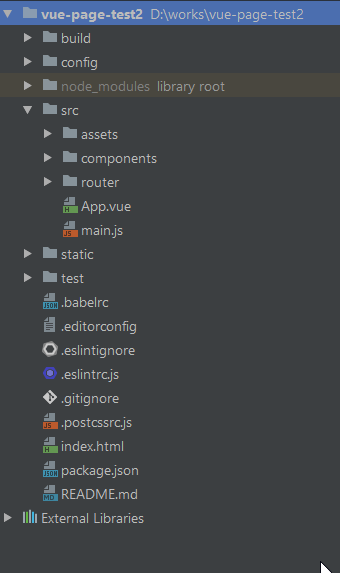 vue-page-test2 D:\works\vue-page-test2
build
config
node_modules library root
src
assets
components
router
App.vue
main.js
static
test
.babelrc
.editorconfig
.eslintignore
.eslintrc.js
.gitignore
.postcssrc.js
index.html
package.json
README.md
External Libraries